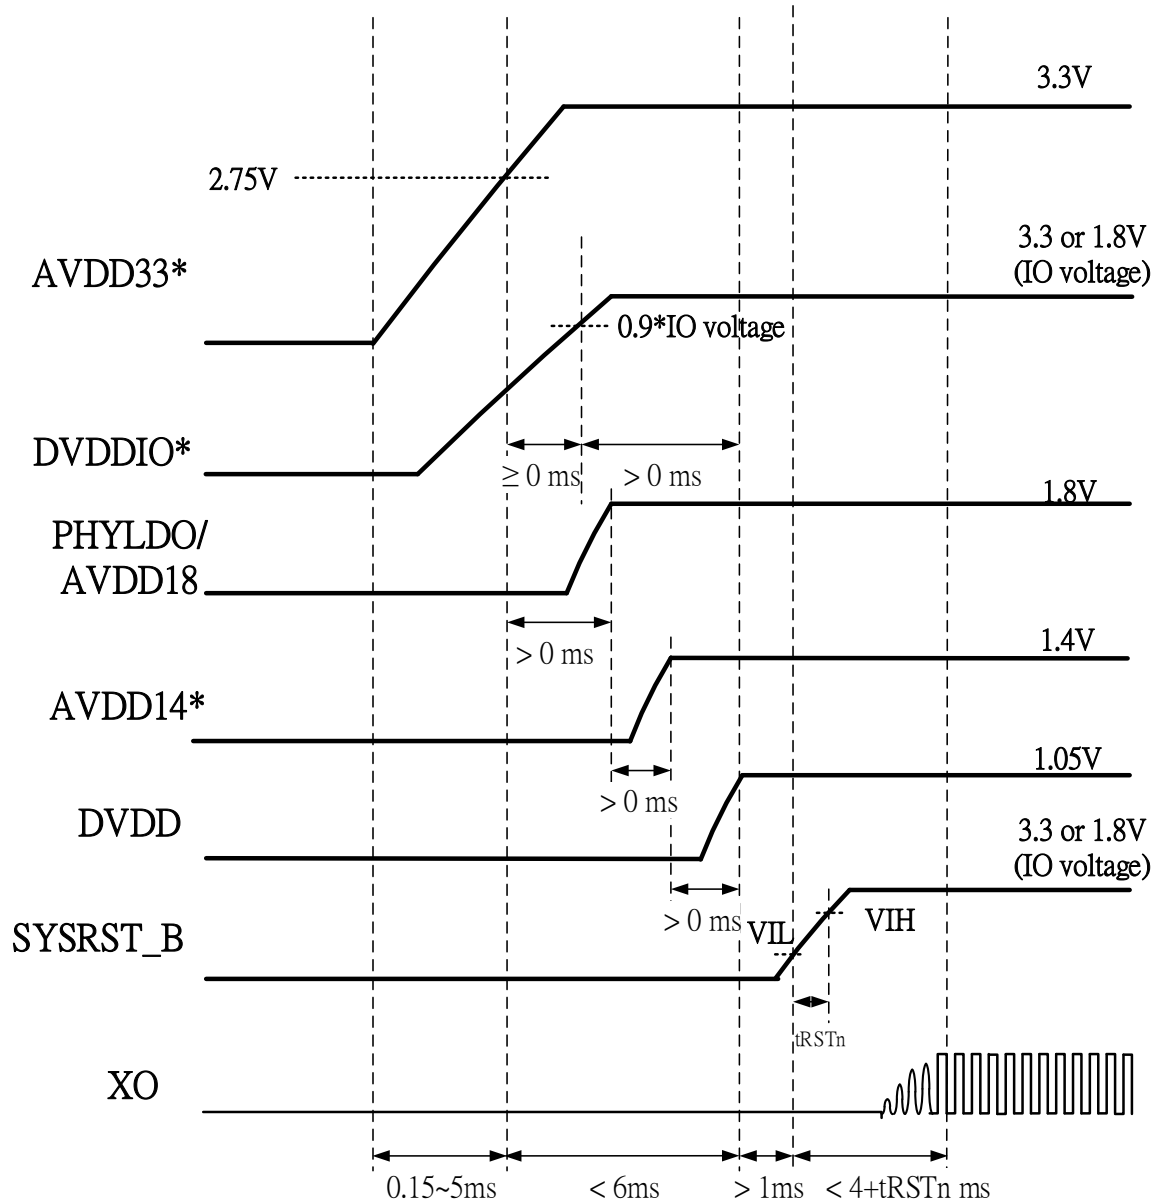 3.3V
2.75V
3.3 or 1.8V
(IO voltage)
AVDD33*
0.9*IO voltage
DVDDIO*
≥ 0 ms
> 0 ms
1.8V
PHYLDO/
AVDD18
> 0 ms
1.4V
AVDD14*
1.05V
> 0 ms
DVDD
3.3 or 1.8V
(IO voltage)
> 0 ms
VIL
VIH
SYSRST_B
tRSTn
XO
0.15~5ms
< 6ms
> 1ms
< 4+tRSTn ms